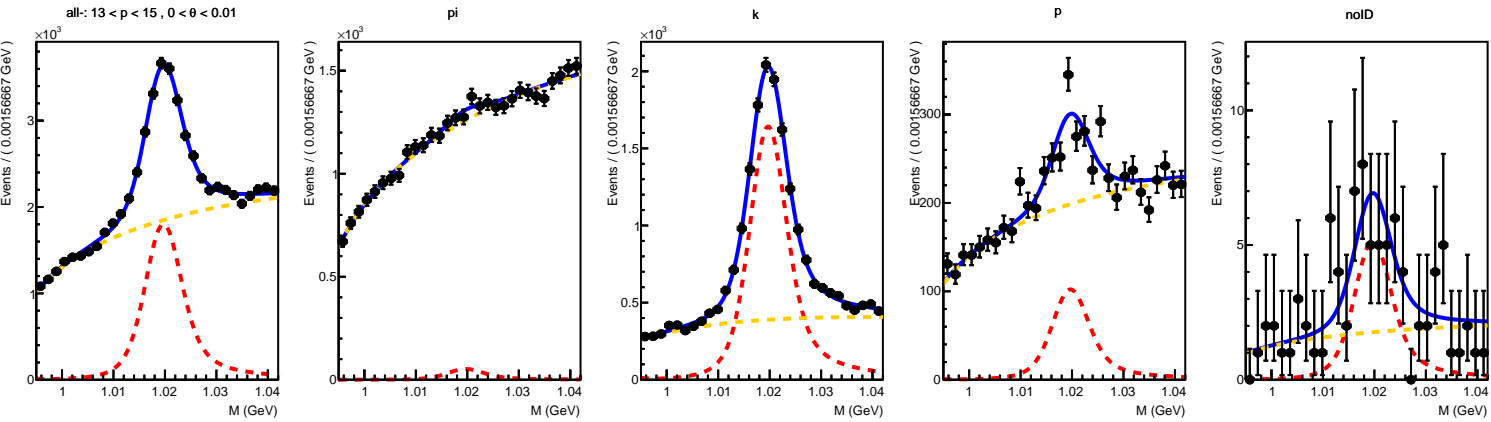 all-: 13 < p < 15 , 0 < θ < 0.01
×10³
Events / ( 0.00156667 GeV )
3
2
1
0
1 1.01 1.02 1.03 1.04
M (GeV)
pi
×10³
Events / ( 0.00156667 GeV )
1.5
1
0.5
0
1 1.01 1.02 1.03 1.04
M (GeV)
k
×10³
Events / ( 0.00156667 GeV )
2
1.5
1
0.5
0
1 1.01 1.02 1.03 1.04
M (GeV)
p
Events / ( 0.00156667 GeV )
300
200
100
0
1 1.01 1.02 1.03 1.04
M (GeV)
noID
Events / ( 0.00156667 GeV )
10
5
0
1 1.01 1.02 1.03 1.04
M (GeV)